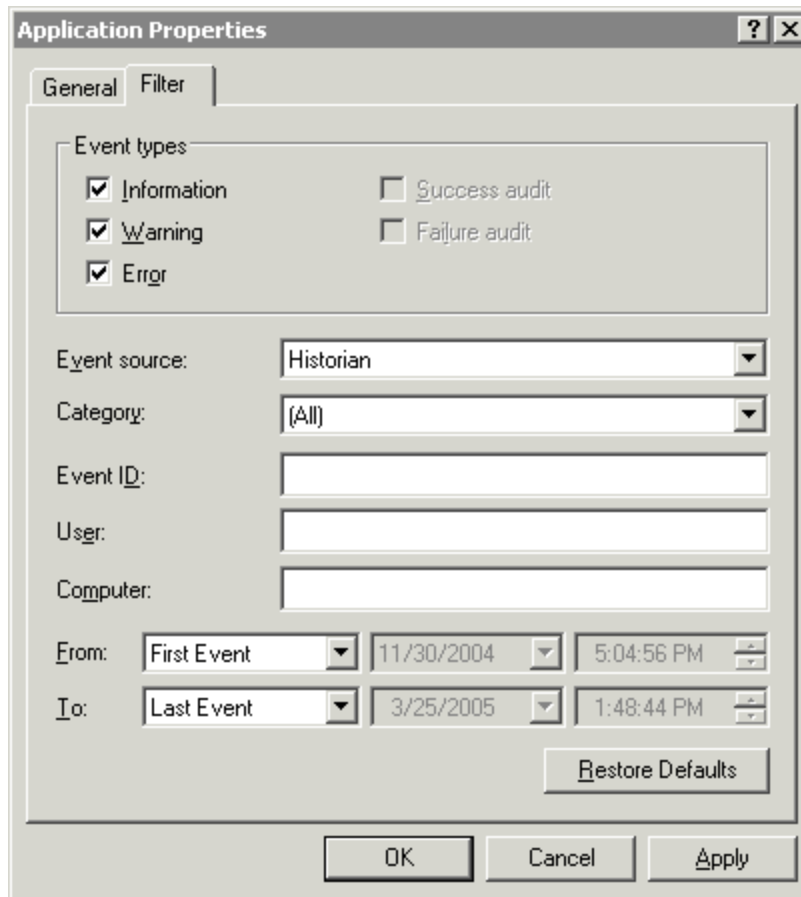 Application Properties
General Filter
Event types
Information Success audit
Warning Failure audit
Error
Event source: Historian
Category: (All)
Event ID:
User:
Computer:
From: First Event 11/30/2004 5:04:56 PM
To: Last Event 3/25/2005 1:48:44 PM
Restore Defaults
OK Cancel Apply